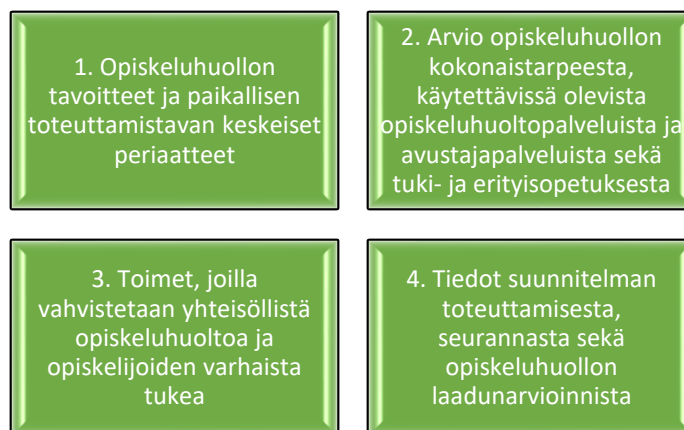 1. Opiskeluhuollon
tavoitteet ja paikallisen
toteuttamistavan keskeiset
periaatteet
2. Arvio opiskeluhuollon
kokonaistarpeesta,
käytettävissä olevista
opiskeluhuoltopalveluista ja
avustajapalveluista sekä
tuki- ja erityisopetuksesta
3. Toimet, joilla
vahvistetaan yhteisöllistä
opiskeluhuoltoa ja
opiskelijoiden varhaista
tukea
4. Tiedot suunnitelman
toteuttamisesta,
seurannasta sekä
opiskeluhuollon
laadunarvioinnista